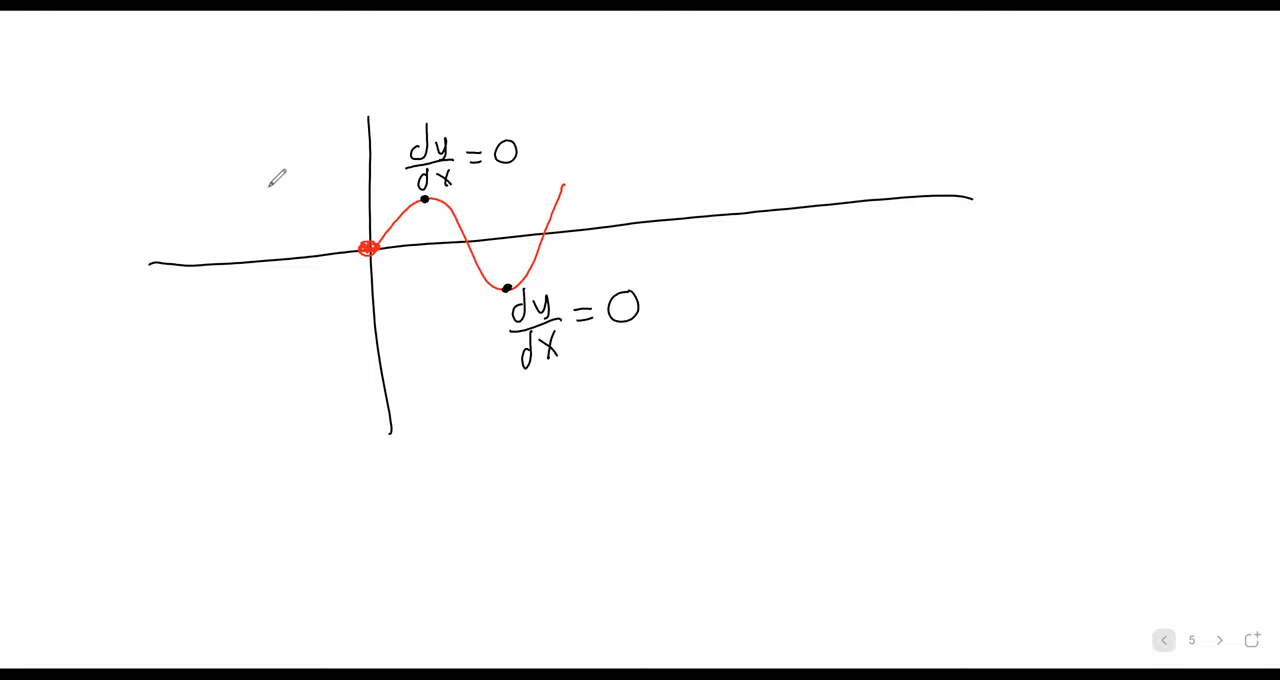 dy/dx = 0
dy/dx = 0
5